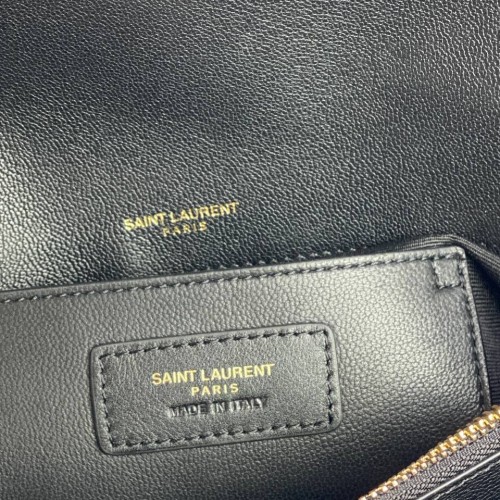 SAINT LAURENT
PARIS
SAINT LAURENT
PARIS
MADE IN ITALY